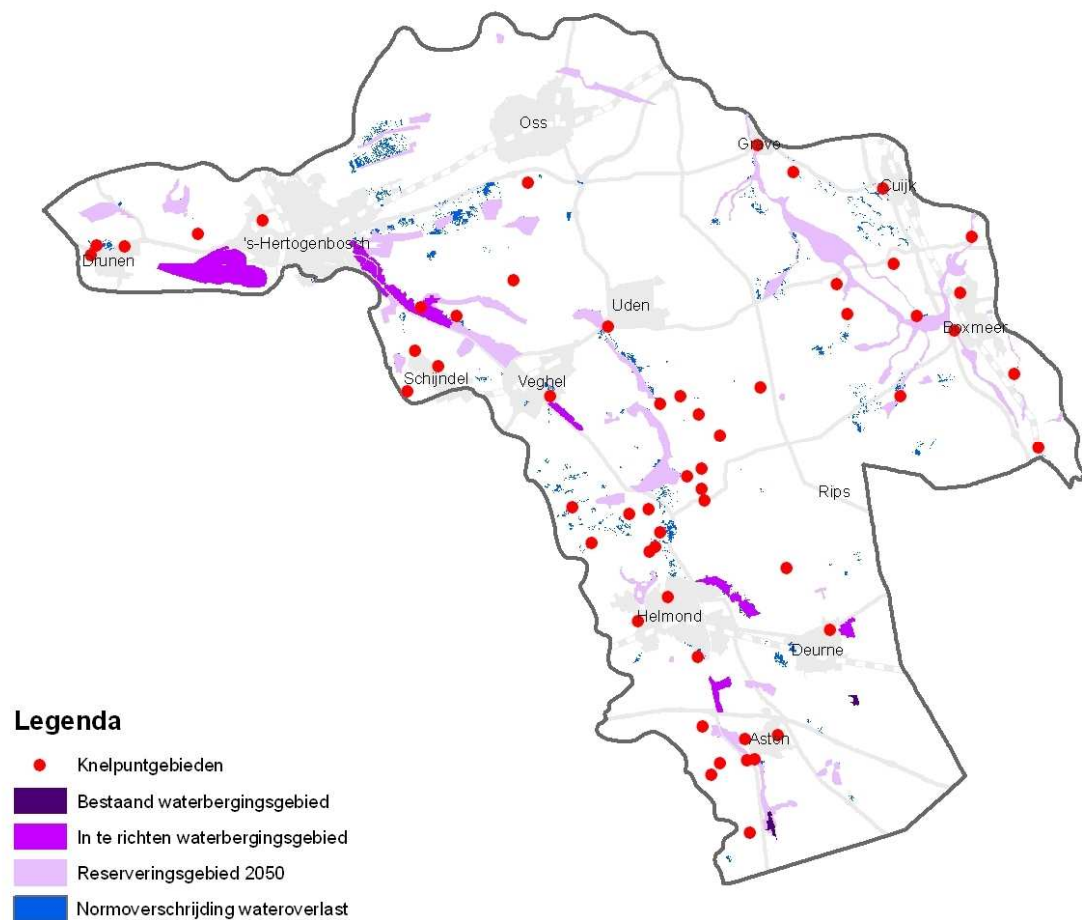 Oss
Grave
Cuijk
's-Hertogenbosch
Drunen
Uden
Boxmeer
Schijndel
Veghel
Rips
Helmond
Deurne
Asten
Legenda
Knelpuntgebieden
Bestaand waterbergingsgebied
In te richten waterbergingsgebied
Reserveringsgebied 2050
Normoverschrijding wateroverlast